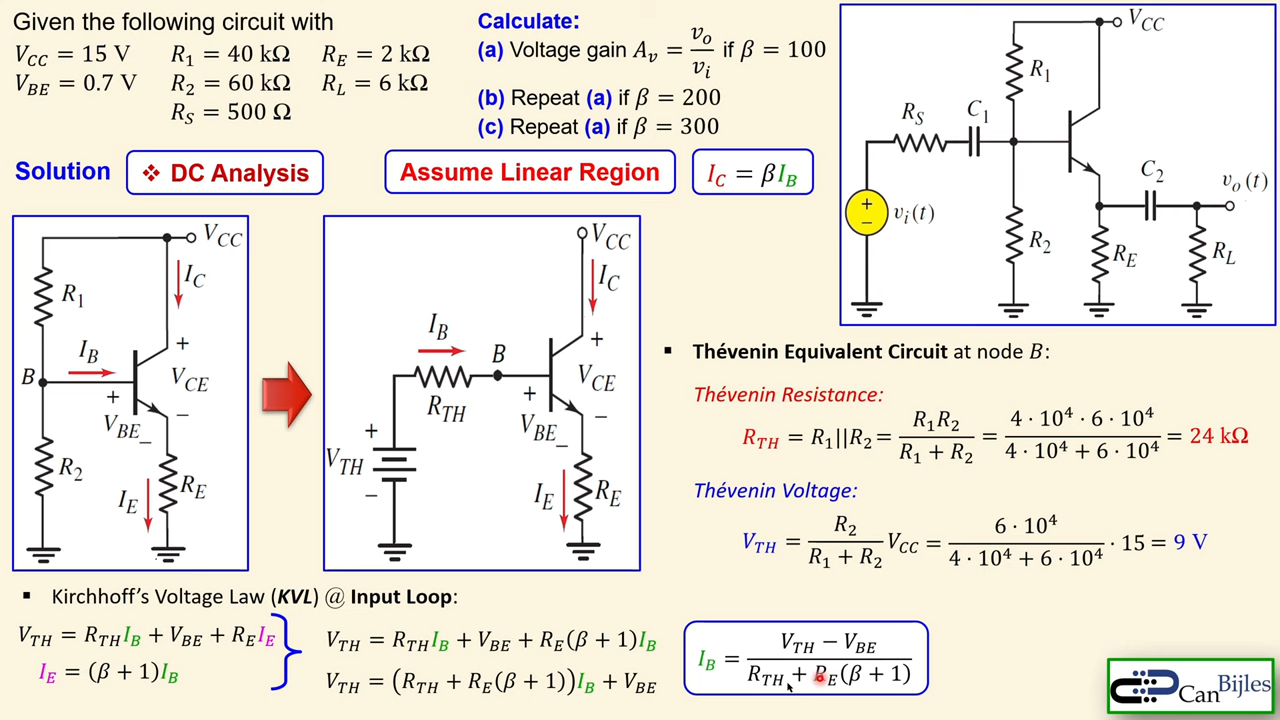 Given the following circuit with
V_CC = 15 V R_1 = 40 kΩ R_E = 2 kΩ
V_BE = 0.7 V R_2 = 60 kΩ R_L = 6 kΩ
R_S = 500 Ω
Calculate:
(a) Voltage gain A_v = v_o / v_i if β = 100
(b) Repeat (a) if β = 200
(c) Repeat (a) if β = 300
V_CC
R_1
R_S
C_1
C_2
v_o(t)
+
−
v_i(t)
R_2
R_E
R_L
Solution
❖ DC Analysis
Assume Linear Region
I_C = βI_B
V_CC
I_C
R_1
I_B
+
B
V_CE
+
−
V_BE
−
R_2
I_E
R_E
V_CC
I_C
I_B
B
+
V_CE
R_TH
+
−
+
V_BE
−
V_TH
−
I_E
R_E
▪ Thévenin Equivalent Circuit at node B:
Thévenin Resistance:
R_TH = R_1||R_2 = R_1R_2 / (R_1 + R_2) = (4 · 10^4 · 6 · 10^4) / (4 · 10^4 + 6 · 10^4) = 24 kΩ
Thévenin Voltage:
V_TH = R_2 / (R_1 + R_2) V_CC = (6 · 10^4) / (4 · 10^4 + 6 · 10^4) · 15 = 9 V
▪ Kirchhoff's Voltage Law (KVL) @ Input Loop:
V_TH = R_TH I_B + V_BE + R_E I_E
I_E = (β + 1)I_B
V_TH = R_TH I_B + V_BE + R_E(β + 1)I_B
V_TH = (R_TH + R_E(β + 1))I_B + V_BE
I_B = (V_TH − V_BE) / (R_TH + R_E(β + 1))
CanBijles